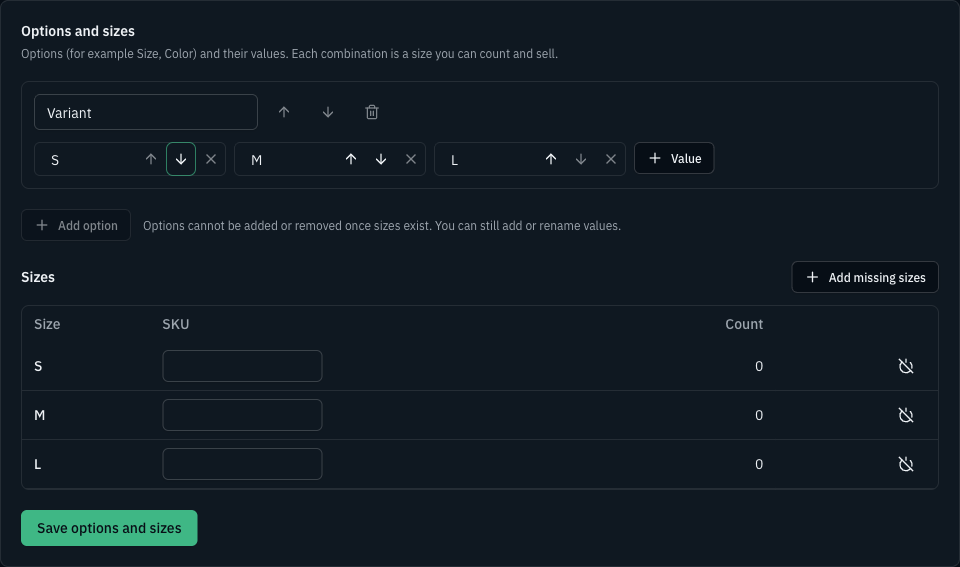 Options and sizes
Options (for example Size, Color) and their values. Each combination is a size you can count and sell.
Variant
S M L Value
Add option Options cannot be added or removed once sizes exist. You can still add or rename values.
Sizes Add missing sizes
Size SKU Count
S 0
M 0
L 0
Save options and sizes